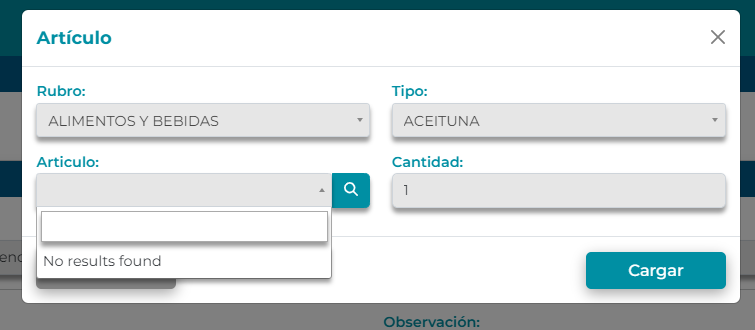 Artículo
Rubro:
Tipo:
ALIMENTOS Y BEBIDAS
ACEITUNA
Articulo:
Cantidad:
1
No results found
Cargar
Observación: